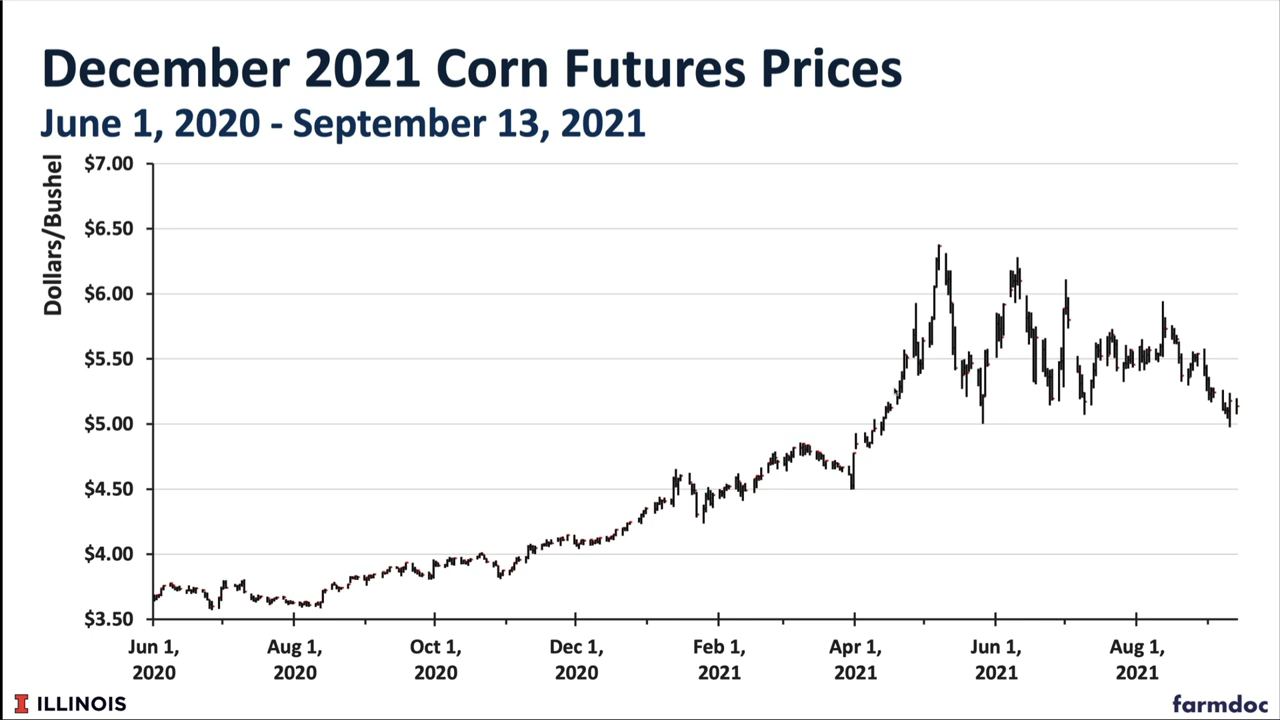 December 2021 Corn Futures Prices
June 1, 2020 - September 13, 2021
Dollars/Bushel
$7.00
$6.50
$6.00
$5.50
$5.00
$4.50
$4.00
$3.50
Jun 1, 2020
Aug 1, 2020
Oct 1, 2020
Dec 1, 2020
Feb 1, 2021
Apr 1, 2021
Jun 1, 2021
Aug 1, 2021
I ILLINOIS
farmdoc